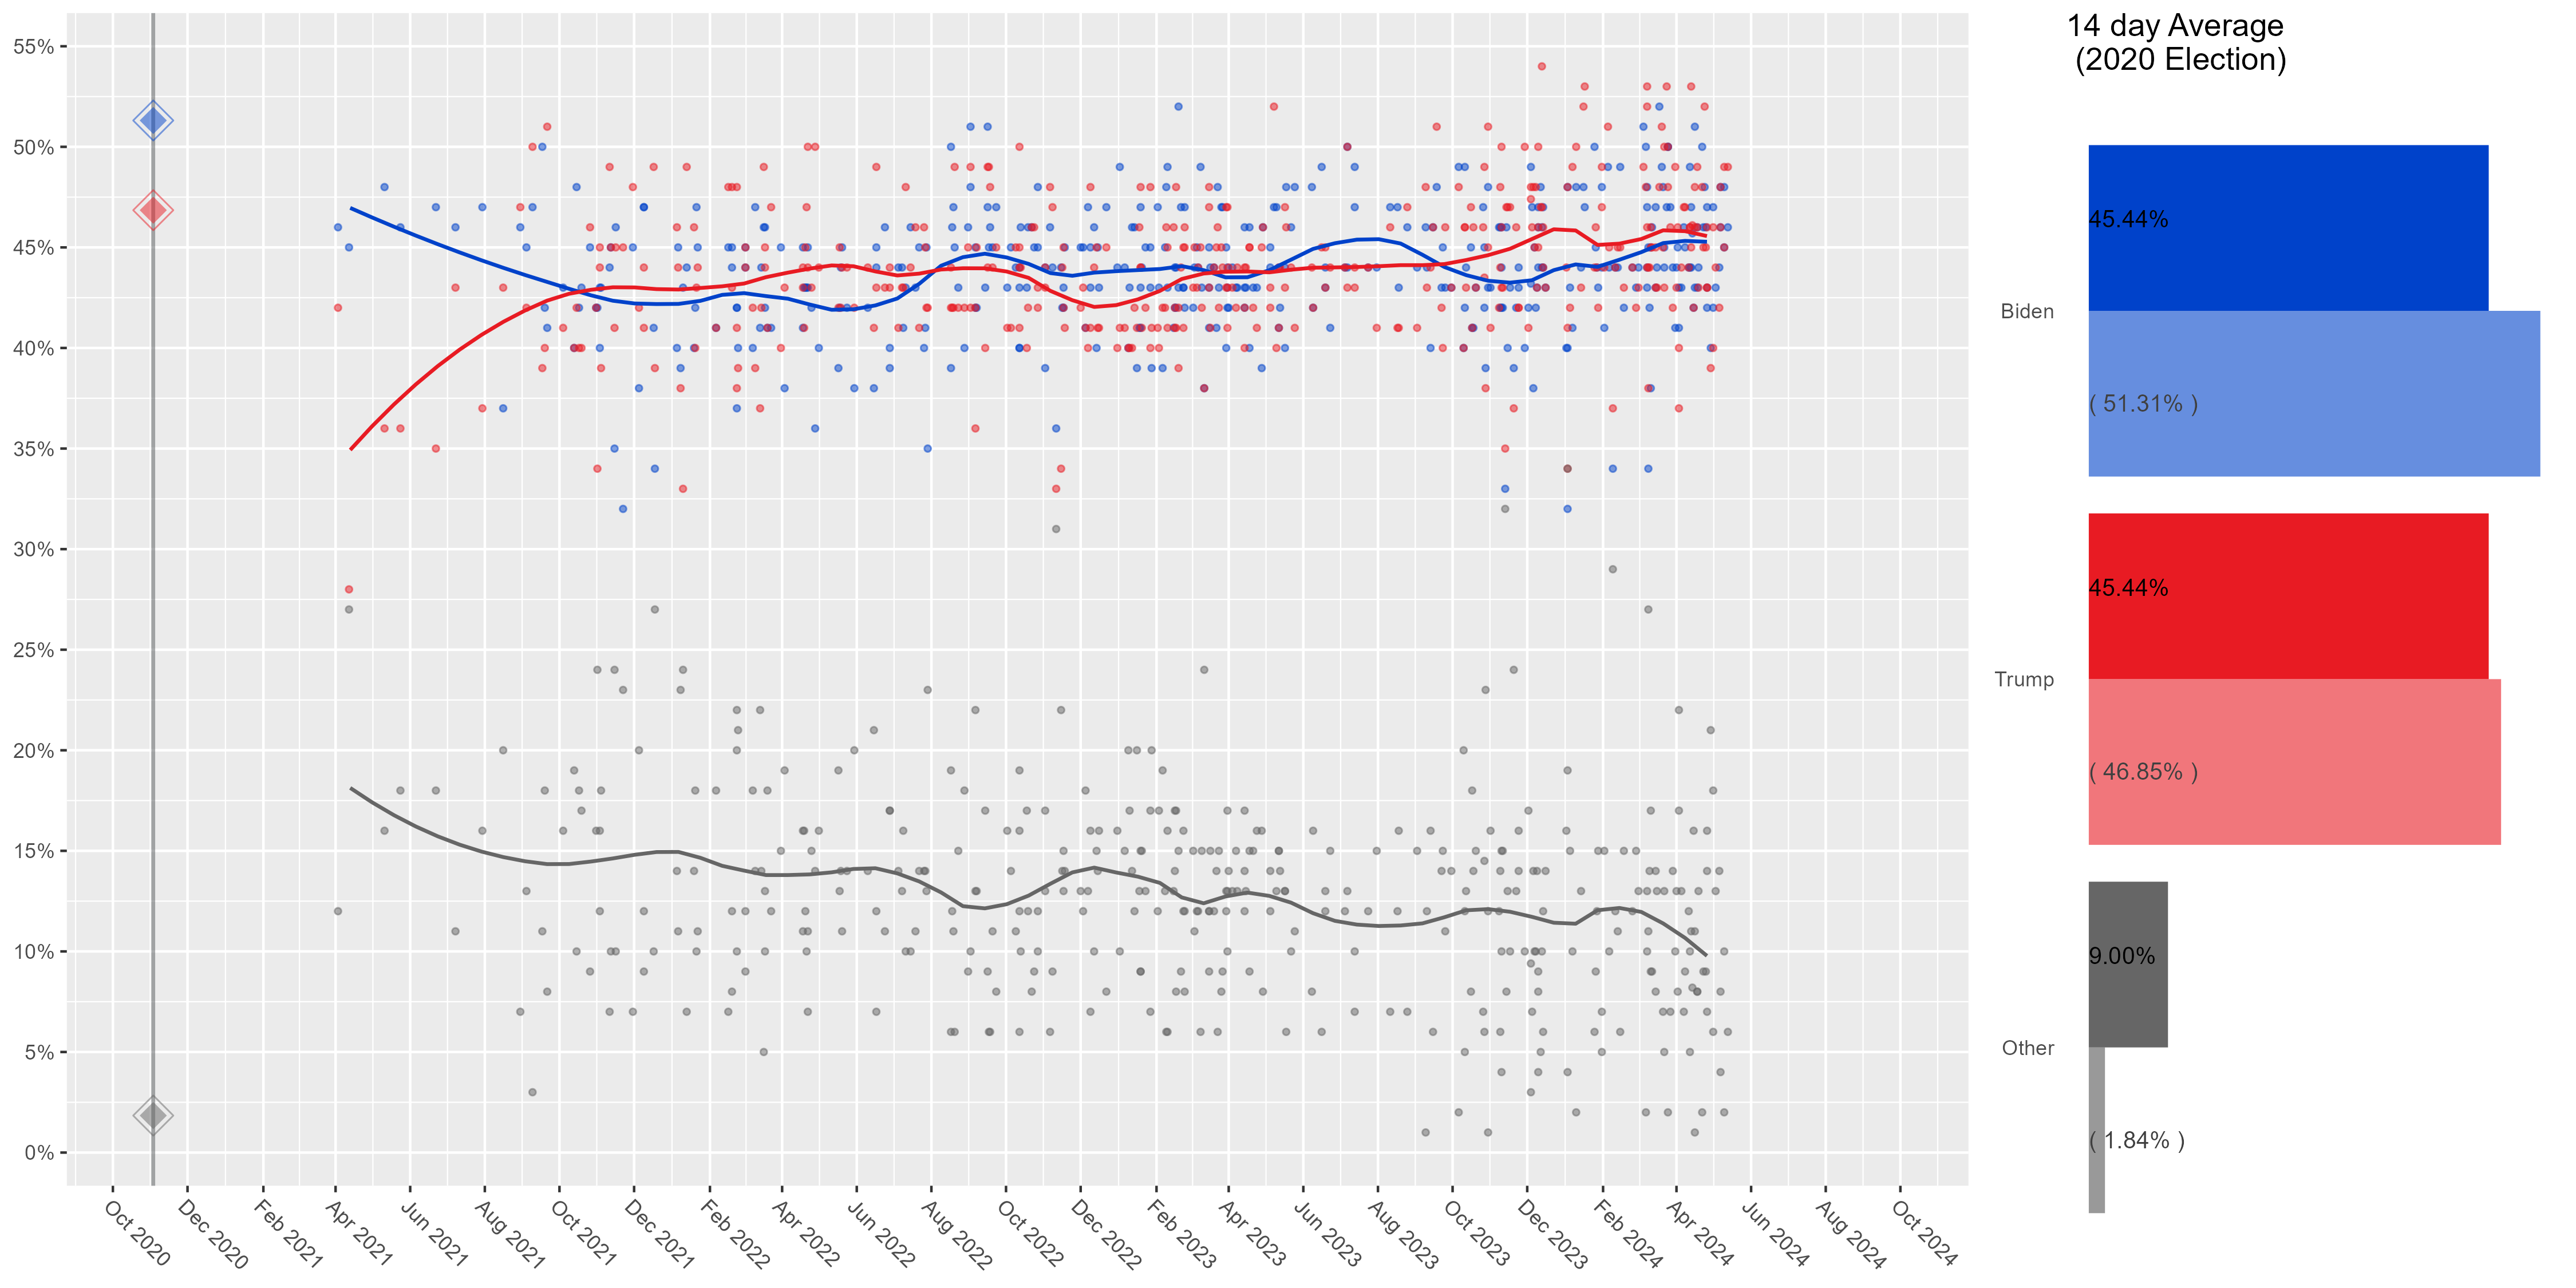 14 day Average
(2020 Election)
55%
50%
45%
40%
35%
30%
25%
20%
15%
10%
5%
0%
Oct 2020
Dec 2020
Feb 2021
Apr 2021
Jun 2021
Aug 2021
Oct 2021
Dec 2021
Feb 2022
Apr 2022
Jun 2022
Aug 2022
Oct 2022
Dec 2022
Feb 2023
Apr 2023
Jun 2023
Aug 2023
Oct 2023
Dec 2023
Feb 2024
Apr 2024
Jun 2024
Aug 2024
Oct 2024
Biden
45.44%
( 51.31% )
Trump
45.44%
( 46.85% )
Other
9.00%
( 1.84% )